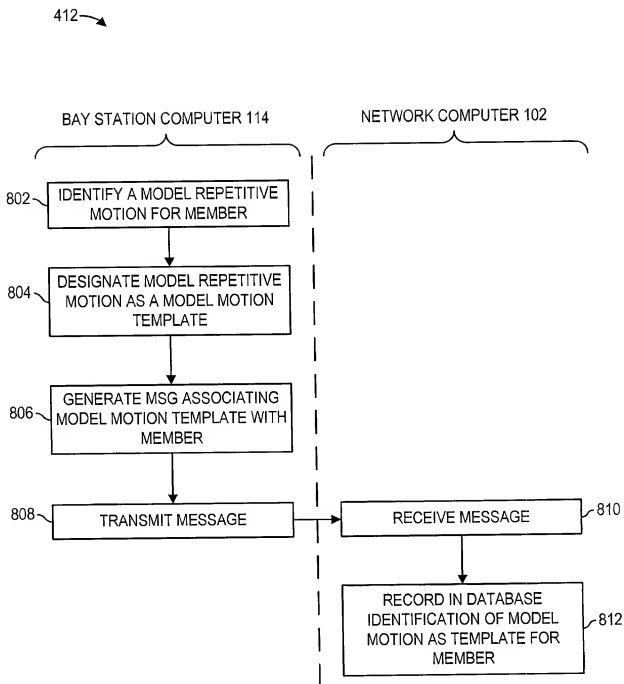 412
BAY STATION COMPUTER 114
NETWORK COMPUTER 102
802
IDENTIFY A MODEL REPETITIVE
MOTION FOR MEMBER
804
DESIGNATE MODEL REPETITIVE
MOTION AS A MODEL MOTION
TEMPLATE
806
GENERATE MSG ASSOCIATING
MODEL MOTION TEMPLATE WITH
MEMBER
808
TRANSMIT MESSAGE
RECEIVE MESSAGE
810
RECORD IN DATABASE
IDENTIFICATION OF MODEL
MOTION AS TEMPLATE FOR
MEMBER
812